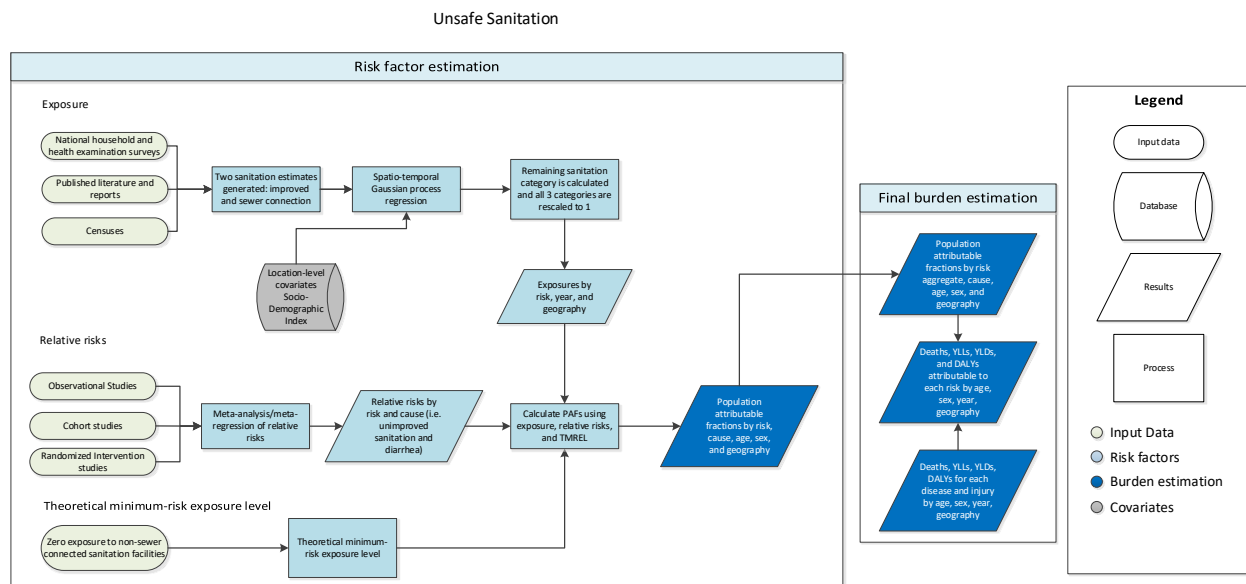 Unsafe Sanitation
Risk factor estimation
Exposure
National household and
health examination surveys
Published literature and
reports
Censuses
Two sanitation estimates
generated: improved
and sewer connection
Spatio-temporal
Gaussian process
regression
Remaining sanitation
category is calculated
and all 3 categories are
rescaled to 1
Location-level
covariates
Socio-
Demographic
Index
Exposures by
risk, year, and
geography
Relative risks
Observational Studies
Cohort studies
Randomized Intervention
studies
Meta-analysis/meta-
regression of relative
risks
Relative risks by
risk and cause (i.e.
unimproved
sanitation and
diarrhea)
Calculate PAFs using
exposure, relative risks,
and TMREL
Population
attributable
fractions by risk,
cause, age, sex,
and geography
Theoretical minimum-risk exposure level
Zero exposure to non-sewer
connected sanitation facilities
Theoretical minimum-
risk exposure level
Final burden estimation
Population
attributable
fractions by risk
aggregate, cause,
age, sex, and
geography
Deaths, YLLs, YLDs,
and DALYs
attributable to
each risk by age,
sex, year,
geography
Deaths, YLLs, YLDs,
DALYs for each
disease and injury
by age, sex, year,
geography
Legend
Input data
Database
Results
Process
Input Data
Risk factors
Burden estimation
Covariates